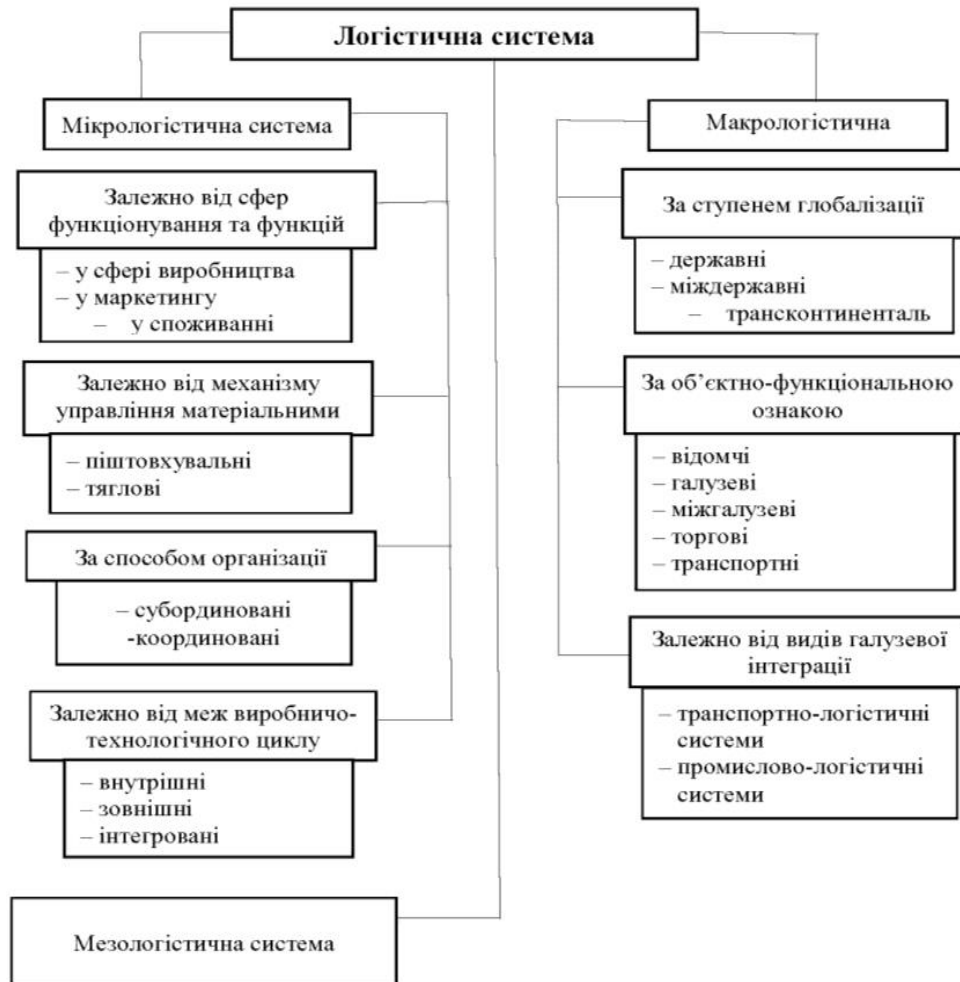 Логістична система
Мікрологістична система
Залежно від сфер
функціонування та функцій
– у сфері виробництва
– у маркетингу
– у споживанні
Залежно від механізму
управління матеріальними
– піштовхувальні
– тяглові
За способом організації
– субординовані
-координовані
Залежно від меж виробничо-
технологічного циклу
– внутрішні
– зовнішні
– інтегровані
Мезологістична система
Макрологістична
За ступенем глобалізації
– державні
– міждержавні
– трансконтиненталь
За об’єктно-функціональною
ознакою
– відомчі
– галузеві
– міжгалузеві
– торгові
– транспортні
Залежно від видів галузевої
інтеграції
– транспортно-логістичні
системи
– промислово-логістичні
системи